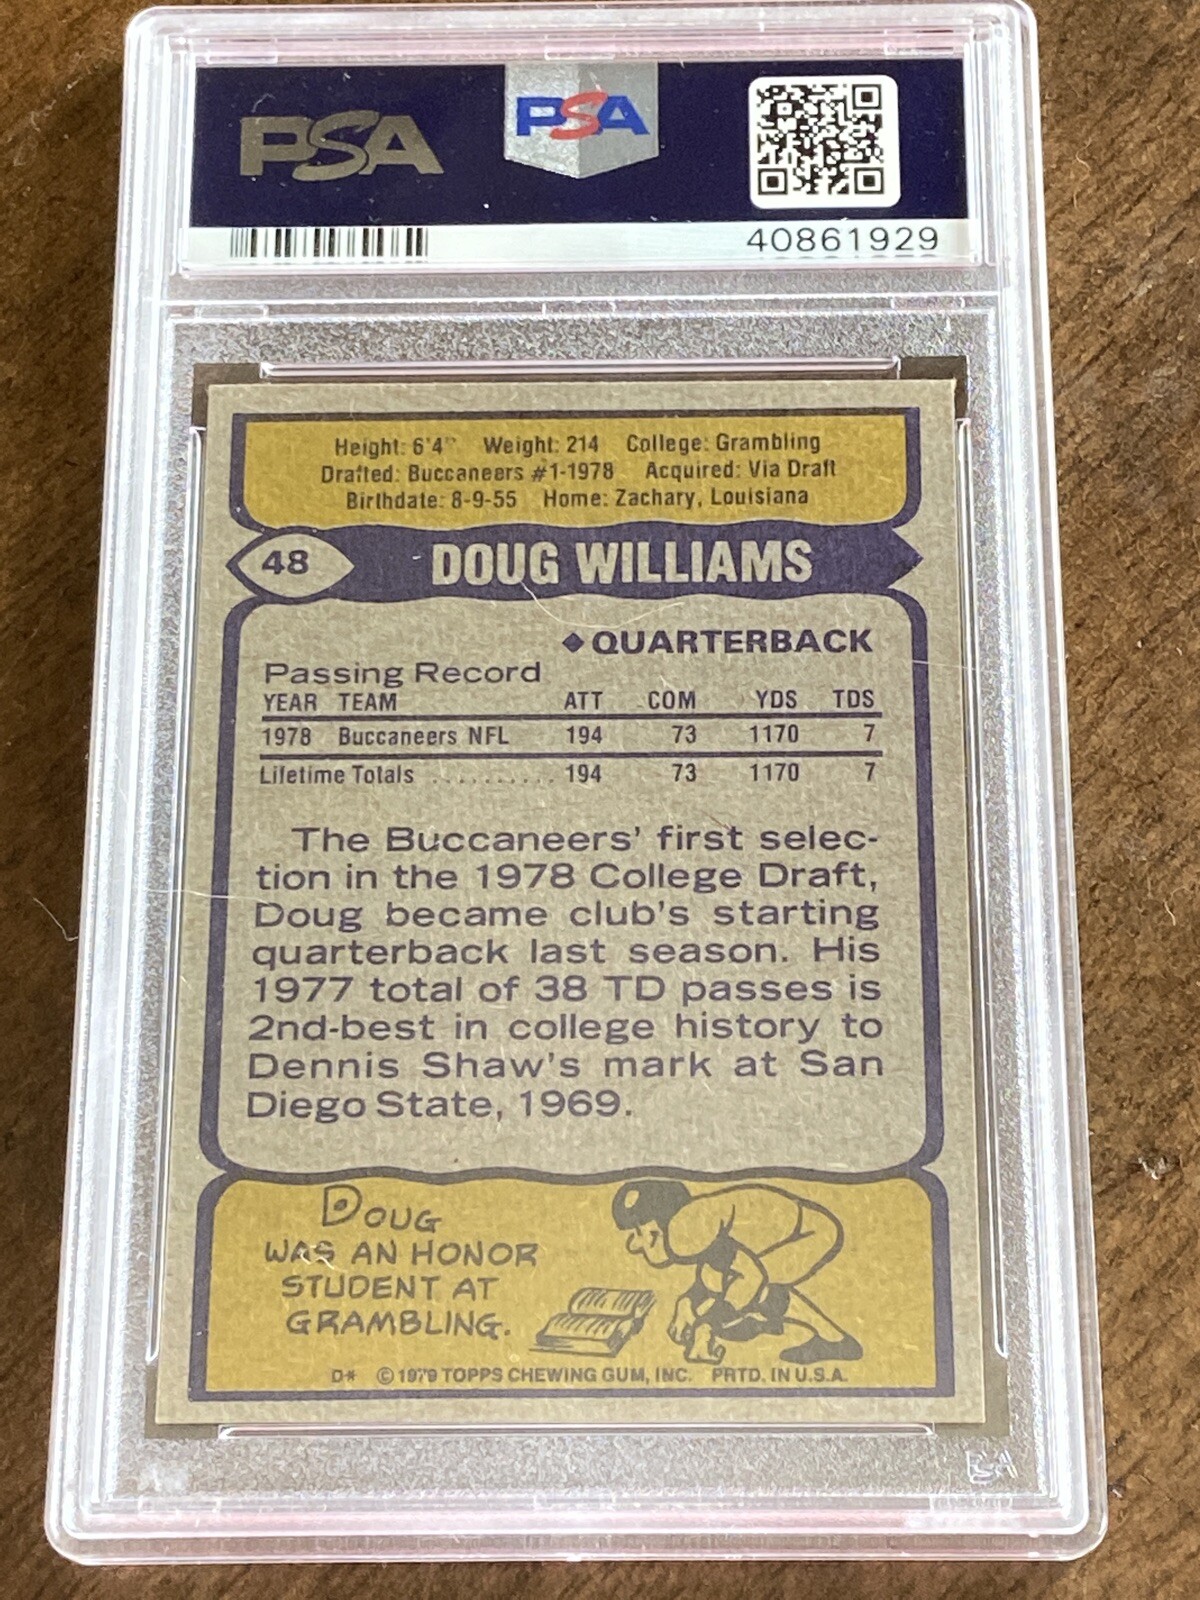 PSA
PSA
40861929
Height: 6'4" Weight: 214 College: Grambling
Drafted: Buccaneers #1-1978 Acquired: Via Draft
Birthdate: 8-9-55 Home: Zachary, Louisiana
48 DOUG WILLIAMS
◆ QUARTERBACK
Passing Record
YEAR TEAM ATT COM YDS TDS
1978 Buccaneers NFL 194 73 1170 7
Lifetime Totals .......... 194 73 1170 7
The Buccaneers' first selec-
tion in the 1978 College Draft,
Doug became club's starting
quarterback last season. His
1977 total of 38 TD passes is
2nd-best in college history to
Dennis Shaw's mark at San
Diego State, 1969.
DOUG
WAS AN HONOR
STUDENT AT
GRAMBLING.
D* © 1979 TOPPS CHEWING GUM, INC. PRTD. IN U.S.A.